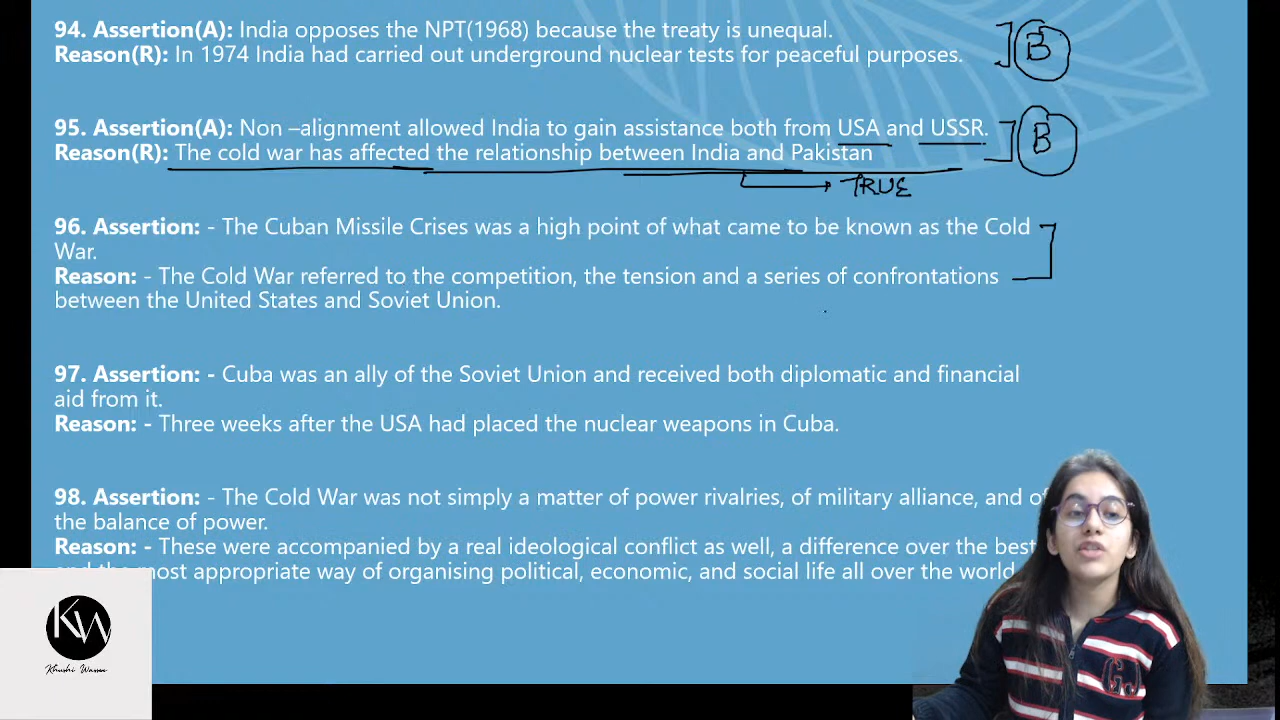 94. Assertion(A): India opposes the NPT(1968) because the treaty is unequal.
Reason(R): In 1974 India had carried out underground nuclear tests for peaceful purposes.
B
95. Assertion(A): Non –alignment allowed India to gain assistance both from USA and USSR.
Reason(R): The cold war has affected the relationship between India and Pakistan
B
TRUE
96. Assertion: - The Cuban Missile Crises was a high point of what came to be known as the Cold
War.
Reason: - The Cold War referred to the competition, the tension and a series of confrontations
between the United States and Soviet Union.
97. Assertion: - Cuba was an ally of the Soviet Union and received both diplomatic and financial
aid from it.
Reason: - Three weeks after the USA had placed the nuclear weapons in Cuba.
98. Assertion: - The Cold War was not simply a matter of power rivalries, of military alliance, and of
the balance of power.
Reason: - These were accompanied by a real ideological conflict as well, a difference over the best
and the most appropriate way of organising political, economic, and social life all over the world
KW
Khushi Wasan